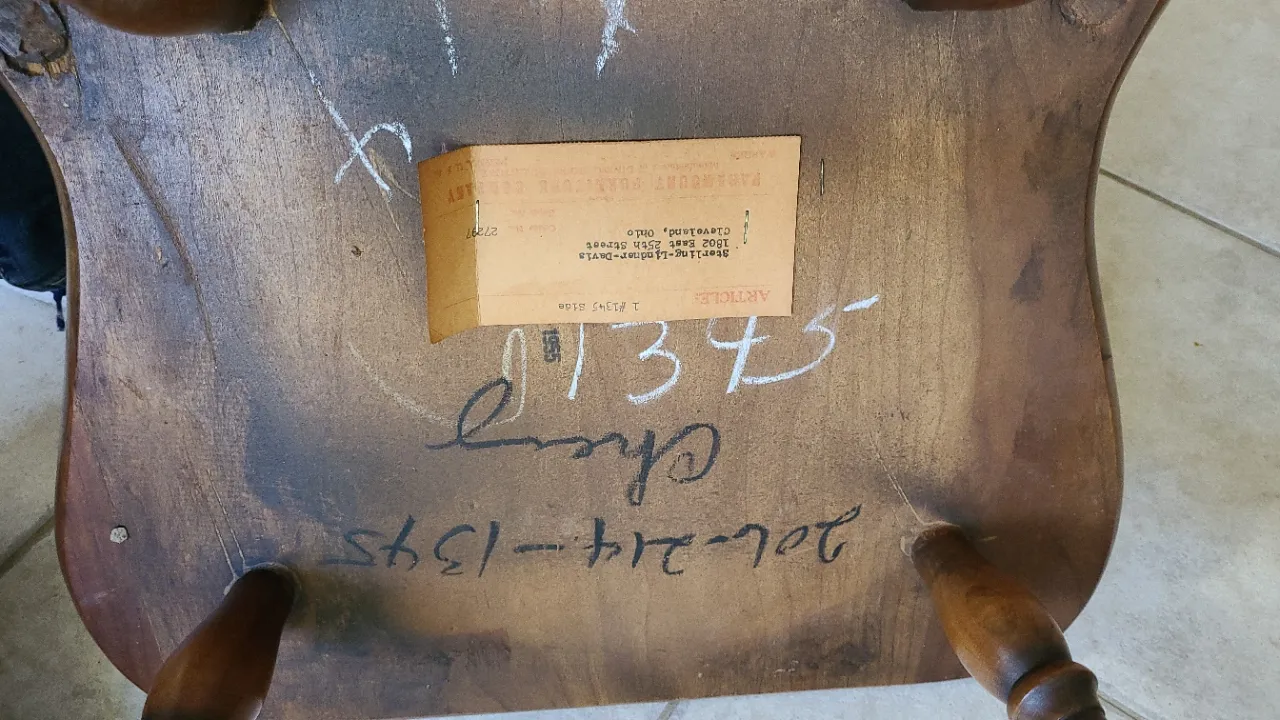 PARAMOUNT FURNITURE COMPANY
27297
Sterling-Lindner-Davis
1802 East 25th Street
Cleveland, Ohio
ARTICLE:
1 #1345 Side
1345
1955
Cherry
206-214-1345